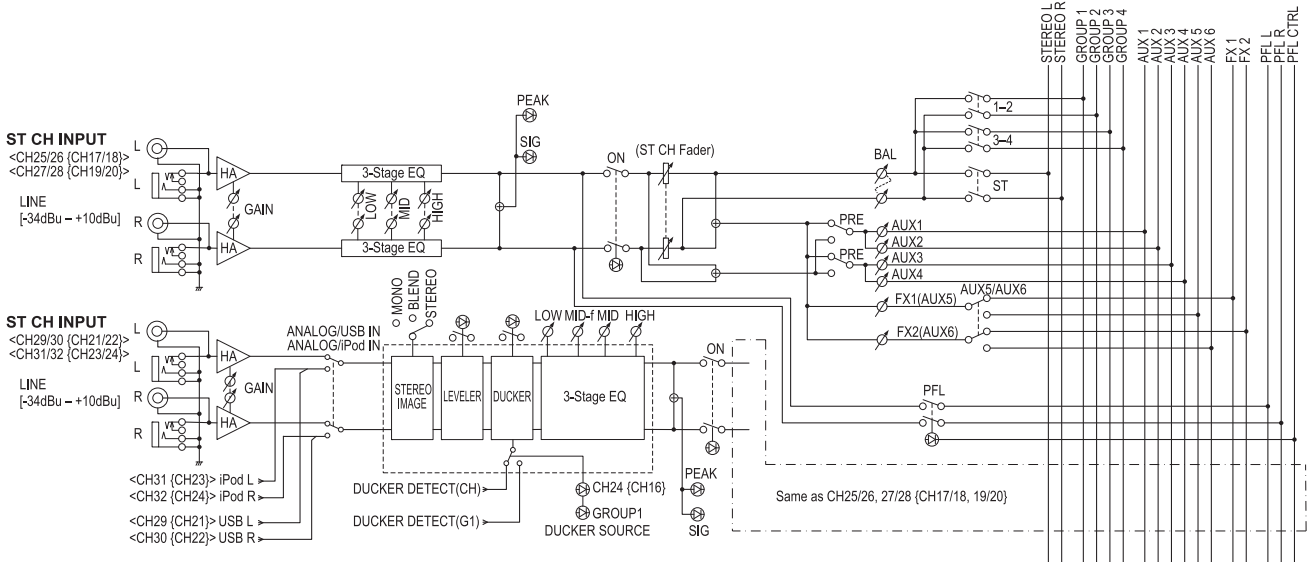 STEREO L
STEREO R
GROUP 1
GROUP 2
GROUP 3
GROUP 4
AUX 1
AUX 2
AUX 3
AUX 4
AUX 5
AUX 6
FX 1
FX 2
PFL L
PFL R
PFL CTRL
ST CH INPUT
<CH25/26 {CH17/18}>
<CH27/28 {CH19/20}>
LINE
[-34dBu – +10dBu]
L
L
R
R
HA
HA
GAIN
3-Stage EQ
LOW
MID
HIGH
3-Stage EQ
PEAK
SIG
ON
(ST CH Fader)
BAL
1–2
3–4
ST
PRE
PRE
AUX1
AUX2
AUX3
AUX4
FX1(AUX5)
AUX5/AUX6
FX2(AUX6)
PFL
ST CH INPUT
<CH29/30 {CH21/22}>
<CH31/32 {CH23/24}>
LINE
[-34dBu – +10dBu]
L
L
R
R
HA
HA
GAIN
ANALOG/USB IN
ANALOG/iPod IN
MONO
BLEND
STEREO
LOW MID-f MID HIGH
STEREO
IMAGE
LEVELER
DUCKER
3-Stage EQ
ON
PEAK
SIG
<CH31 {CH23}> iPod L
<CH32 {CH24}> iPod R
<CH29 {CH21}> USB L
<CH30 {CH22}> USB R
DUCKER DETECT(CH)
DUCKER DETECT(G1)
CH24 {CH16}
GROUP1
DUCKER SOURCE
Same as CH25/26, 27/28 {CH17/18, 19/20}